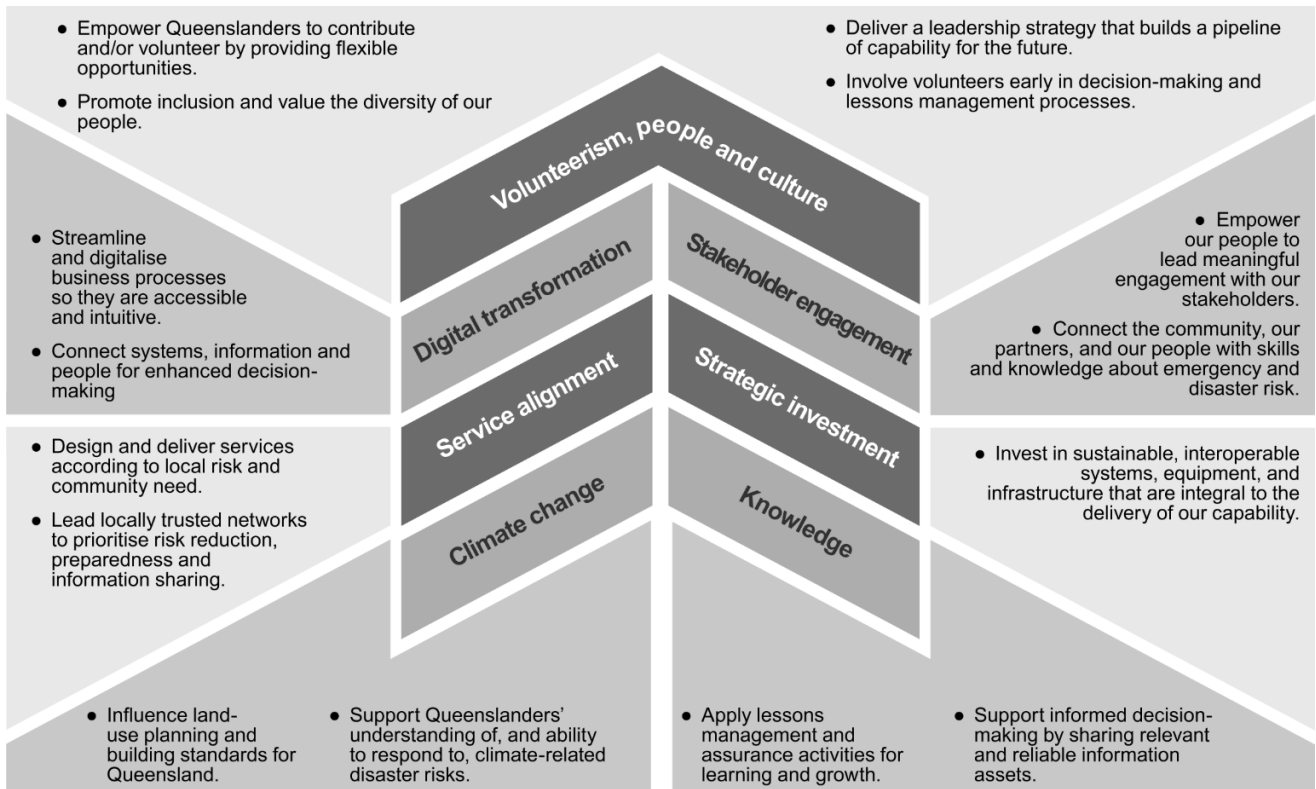 ● Empower Queenslanders to contribute
and/or volunteer by providing flexible
opportunities.
● Promote inclusion and value the diversity of our
people.
● Deliver a leadership strategy that builds a pipeline
of capability for the future.
● Involve volunteers early in decision-making and
lessons management processes.
Volunteerism, people and culture
Digital transformation
Stakeholder engagement
● Streamline
and digitalise
business processes
so they are accessible
and intuitive.
● Connect systems, information and
people for enhanced decision-
making
● Empower
our people to
lead meaningful
engagement with our
stakeholders.
● Connect the community, our
partners, and our people with skills
and knowledge about emergency and
disaster risk.
Service alignment
Strategic investment
● Design and deliver services
according to local risk and
community need.
● Lead locally trusted networks
to prioritise risk reduction,
preparedness and
information sharing.
● Invest in sustainable, interoperable
systems, equipment, and
infrastructure that are integral to the
delivery of our capability.
Climate change
Knowledge
● Influence land-
use planning and
building standards for
Queensland.
● Support Queenslanders’
understanding of, and ability
to respond to, climate-related
disaster risks.
● Apply lessons
management and
assurance activities for
learning and growth.
● Support informed decision-
making by sharing relevant
and reliable information
assets.